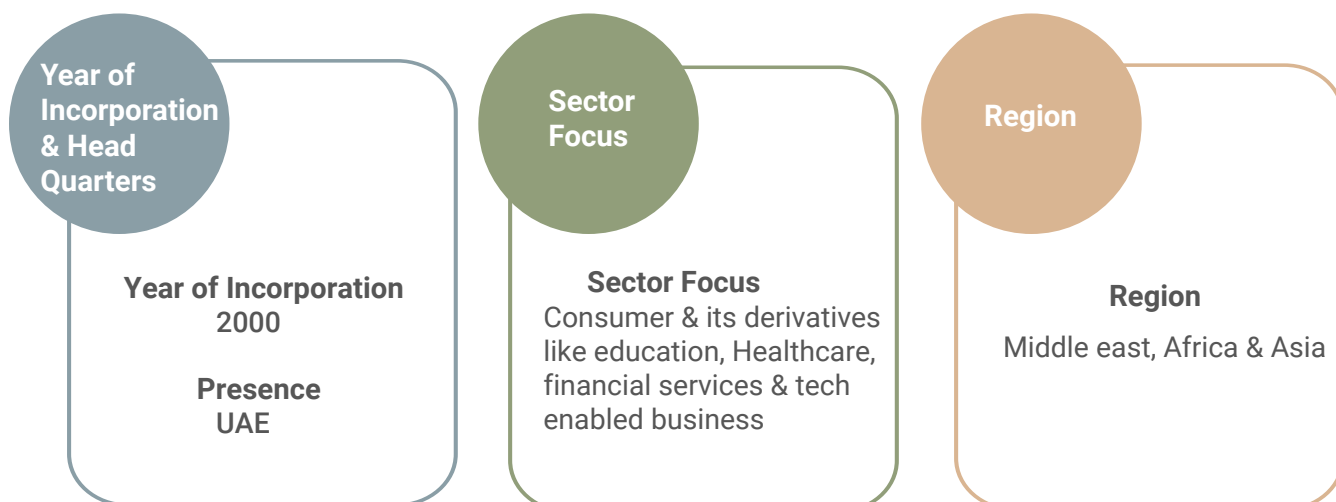 Year of
Incorporation
& Head
Quarters
Year of Incorporation
2000
Presence
UAE
Sector
Focus
Sector Focus
Consumer & its derivatives
like education, Healthcare,
financial services & tech
enabled business
Region
Region
Middle east, Africa & Asia